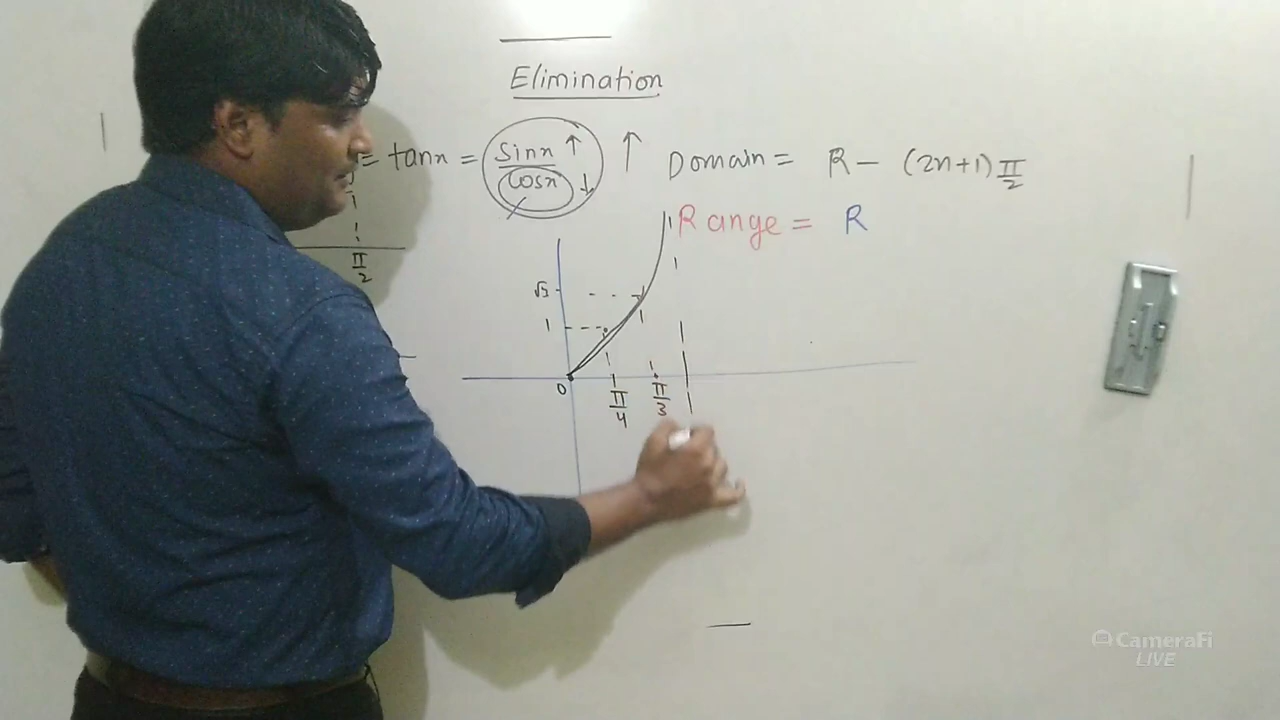 Elimination
= tanx = sinx ↑ / cosx ↓ ↑ Domain = R - (2n+1) π/2
Range = R
π/2
√3
1
0
π/4 π/3
CameraFi
LIVE